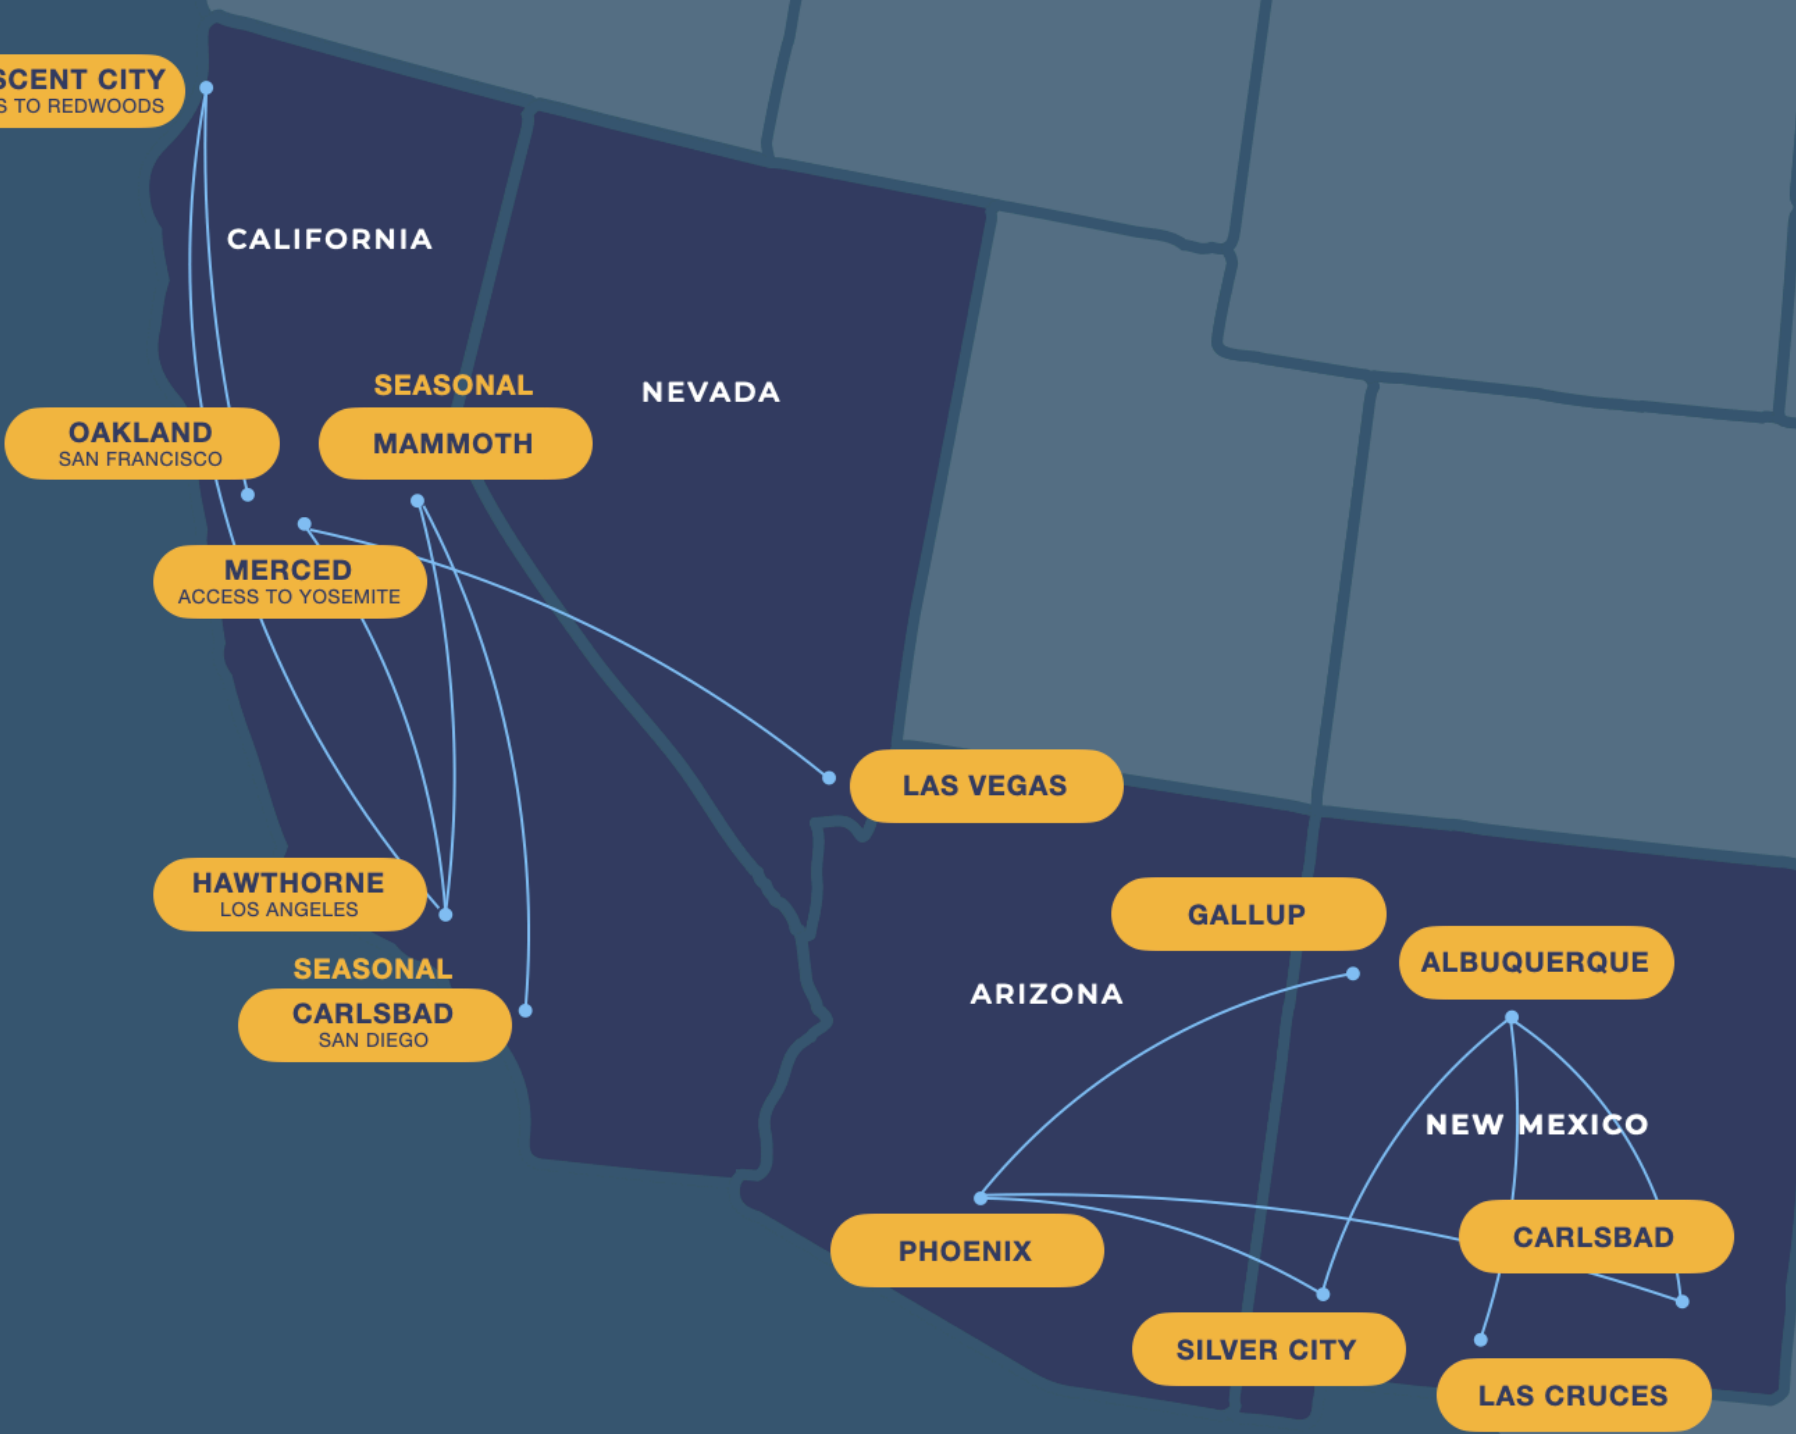 SCENT CITY
S TO REDWOODS
CALIFORNIA
SEASONAL
MAMMOTH
NEVADA
OAKLAND
SAN FRANCISCO
MERCED
ACCESS TO YOSEMITE
LAS VEGAS
HAWTHORNE
LOS ANGELES
SEASONAL
CARLSBAD
SAN DIEGO
GALLUP
ALBUQUERQUE
ARIZONA
NEW MEXICO
PHOENIX
CARLSBAD
SILVER CITY
LAS CRUCES